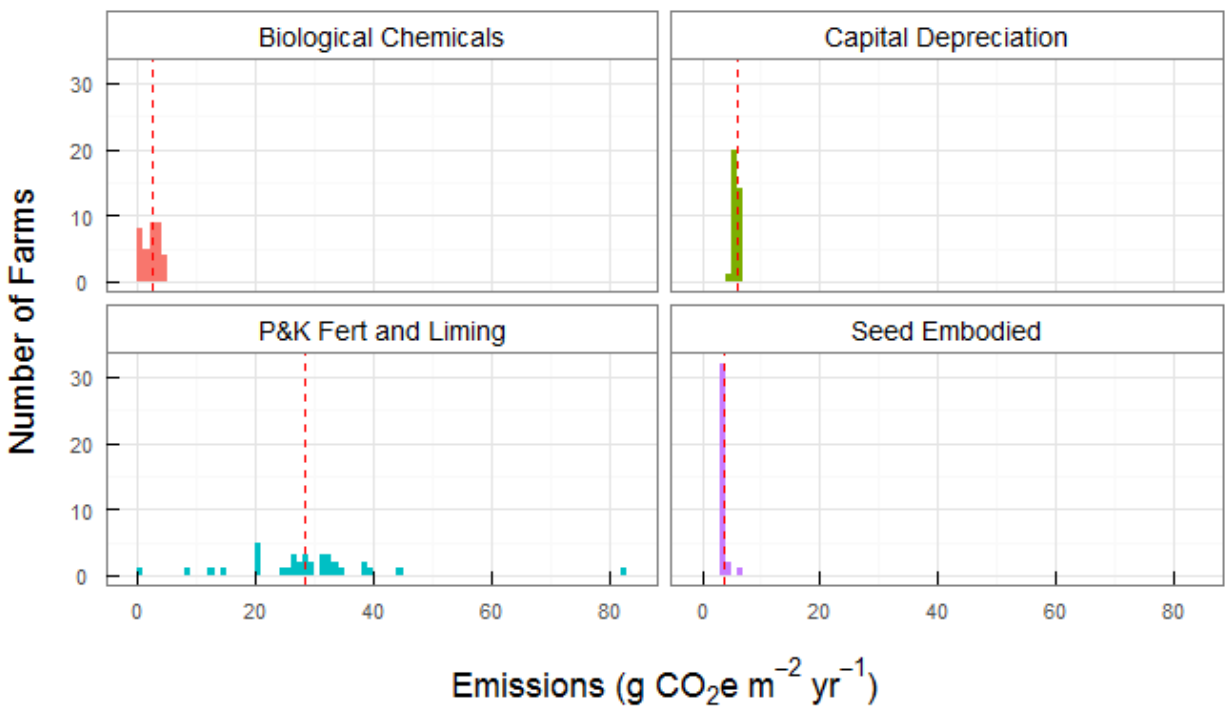 Biological Chemicals
Capital Depreciation
30
20
10
0
P&K Fert and Liming
Seed Embodied
30
20
10
0
0 20 40 60 80
0 20 40 60 80
Number of Farms
Emissions (g CO₂e m⁻² yr⁻¹)